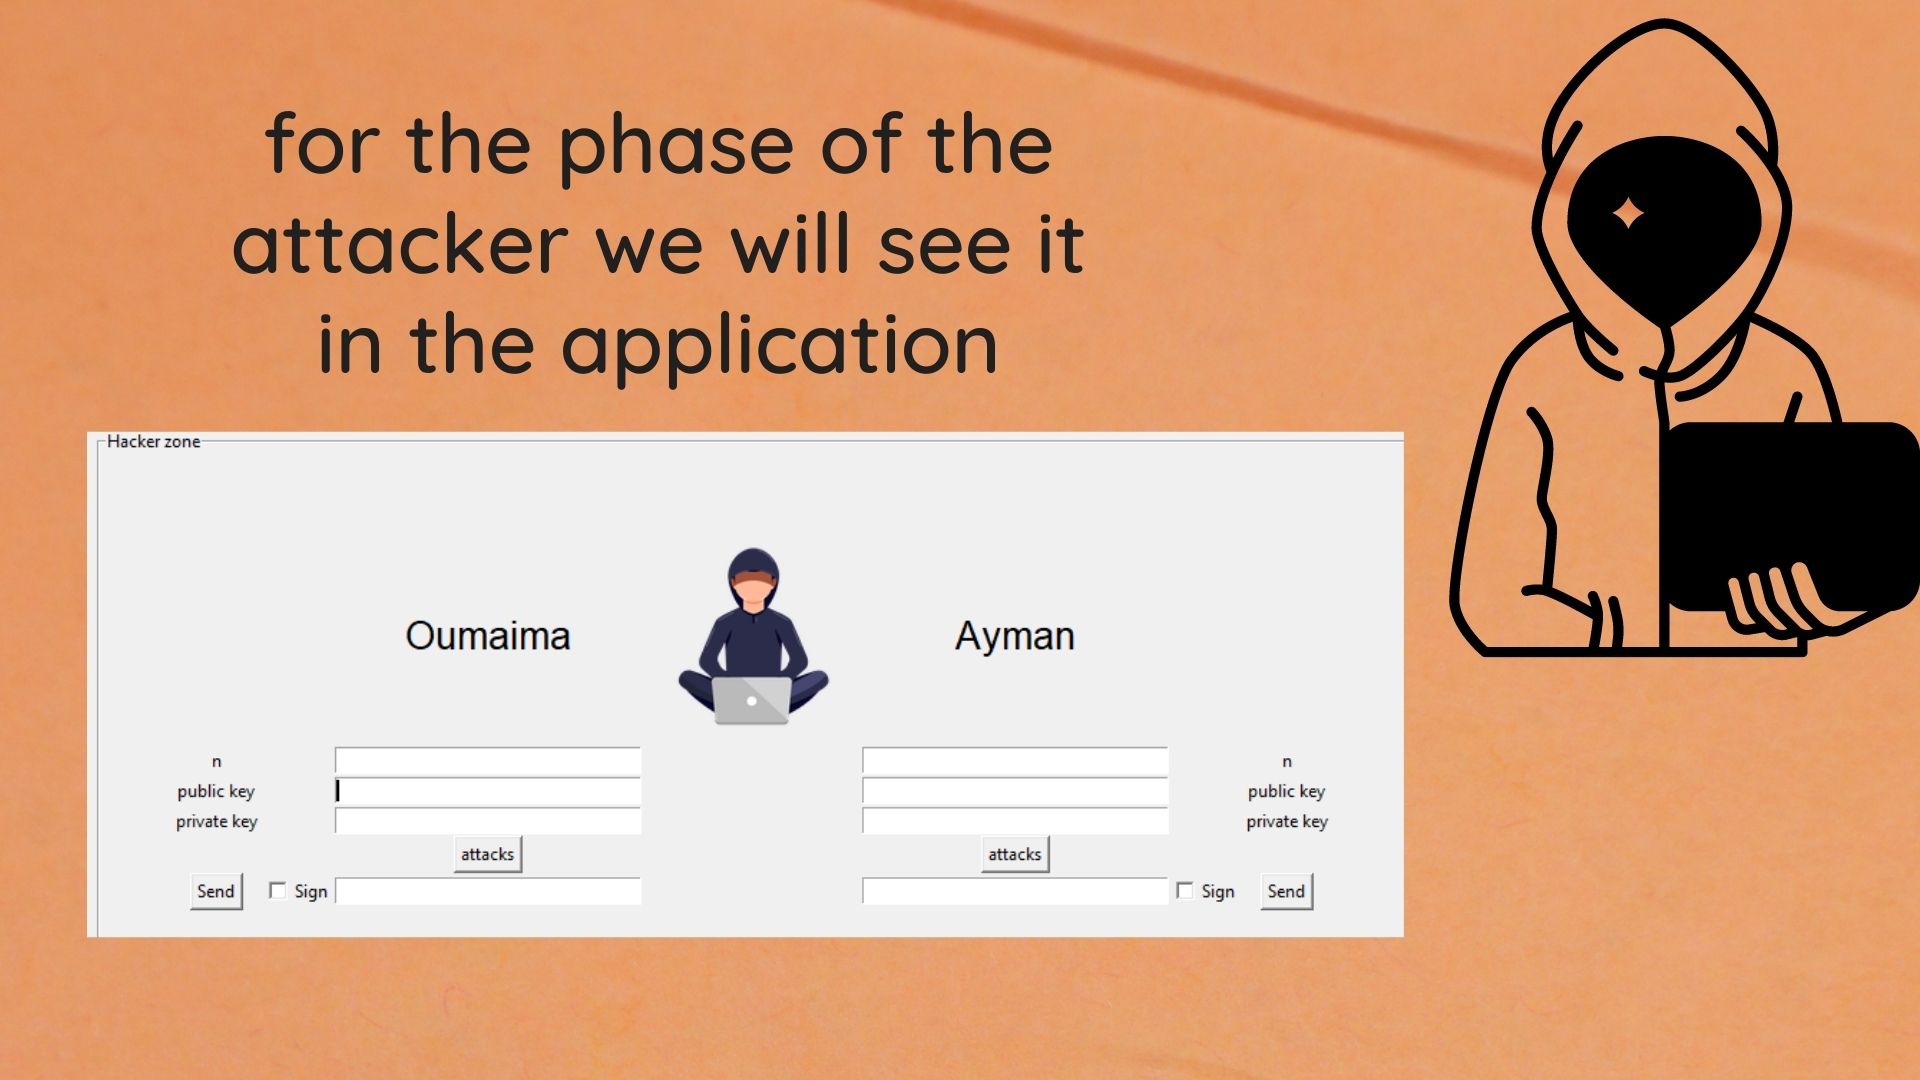 for the phase of the
attacker we will see it
in the application
Hacker zone
Oumaima
Ayman
n
n
public key
public key
private key
private key
attacks
attacks
Send
Sign
Sign
Send